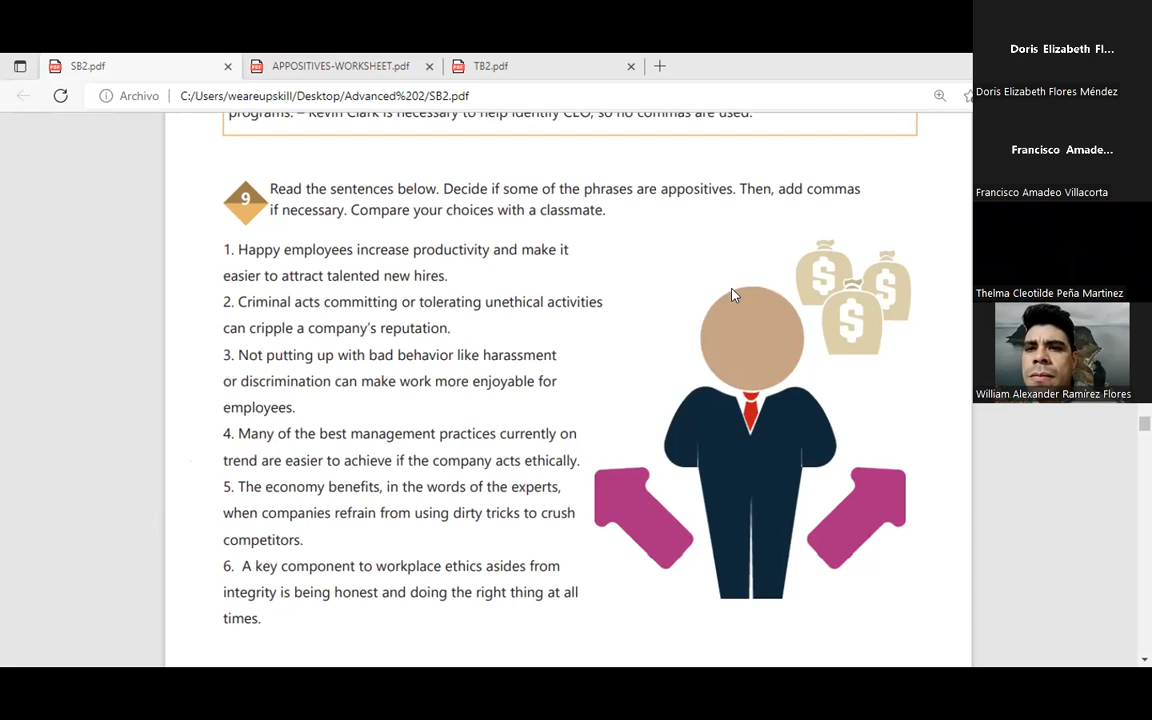 SB2.pdf
APPOSITIVES-WORKSHEET.pdf
TB2.pdf
Archivo
C:/Users/weareupskill/Desktop/Advanced%202/SB2.pdf
programs. – Kevin Clark is necessary to help identify CEO, so no commas are used.
9
Read the sentences below. Decide if some of the phrases are appositives. Then, add commas
if necessary. Compare your choices with a classmate.
1. Happy employees increase productivity and make it
easier to attract talented new hires.
2. Criminal acts committing or tolerating unethical activities
can cripple a company's reputation.
3. Not putting up with bad behavior like harassment
or discrimination can make work more enjoyable for
employees.
4. Many of the best management practices currently on
trend are easier to achieve if the company acts ethically.
5. The economy benefits, in the words of the experts,
when companies refrain from using dirty tricks to crush
competitors.
6. A key component to workplace ethics asides from
integrity is being honest and doing the right thing at all
times.
$
$
$
Doris Elizabeth Fl...
Doris Elizabeth Flores Méndez
Francisco Amade...
Francisco Amadeo Villacorta
Thelma Cleotilde Peña Martinez
William Alexander Ramírez Flores